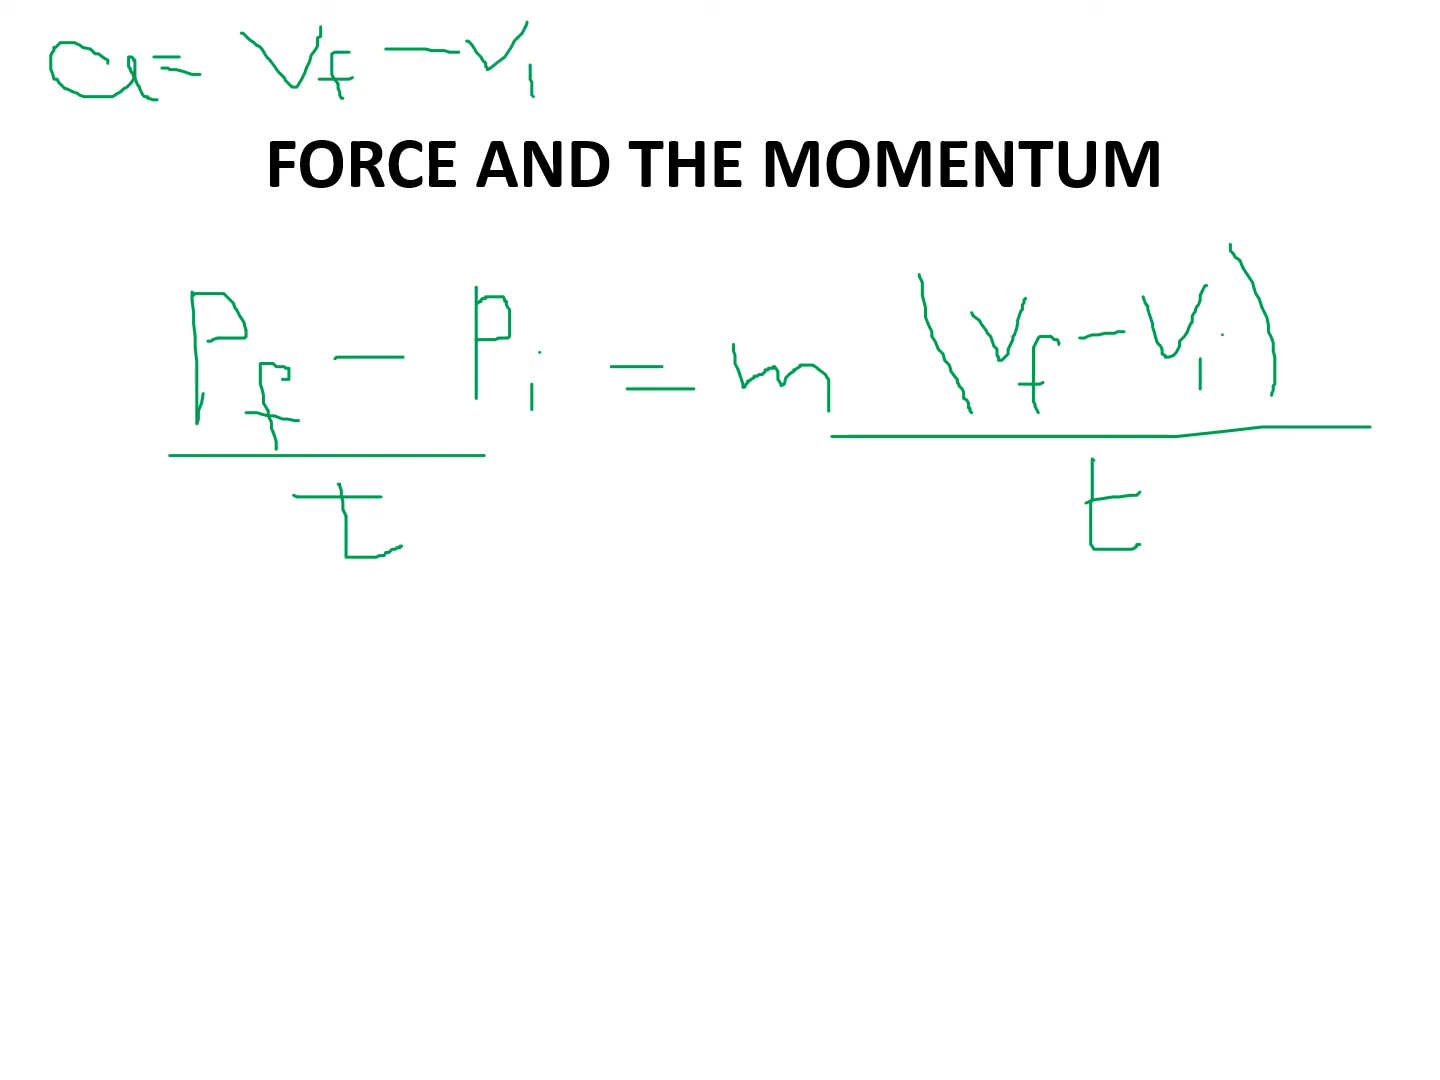 a = Vf - Vi
FORCE AND THE MOMENTUM
Pf - Pi = m (Vf - Vi)
t t